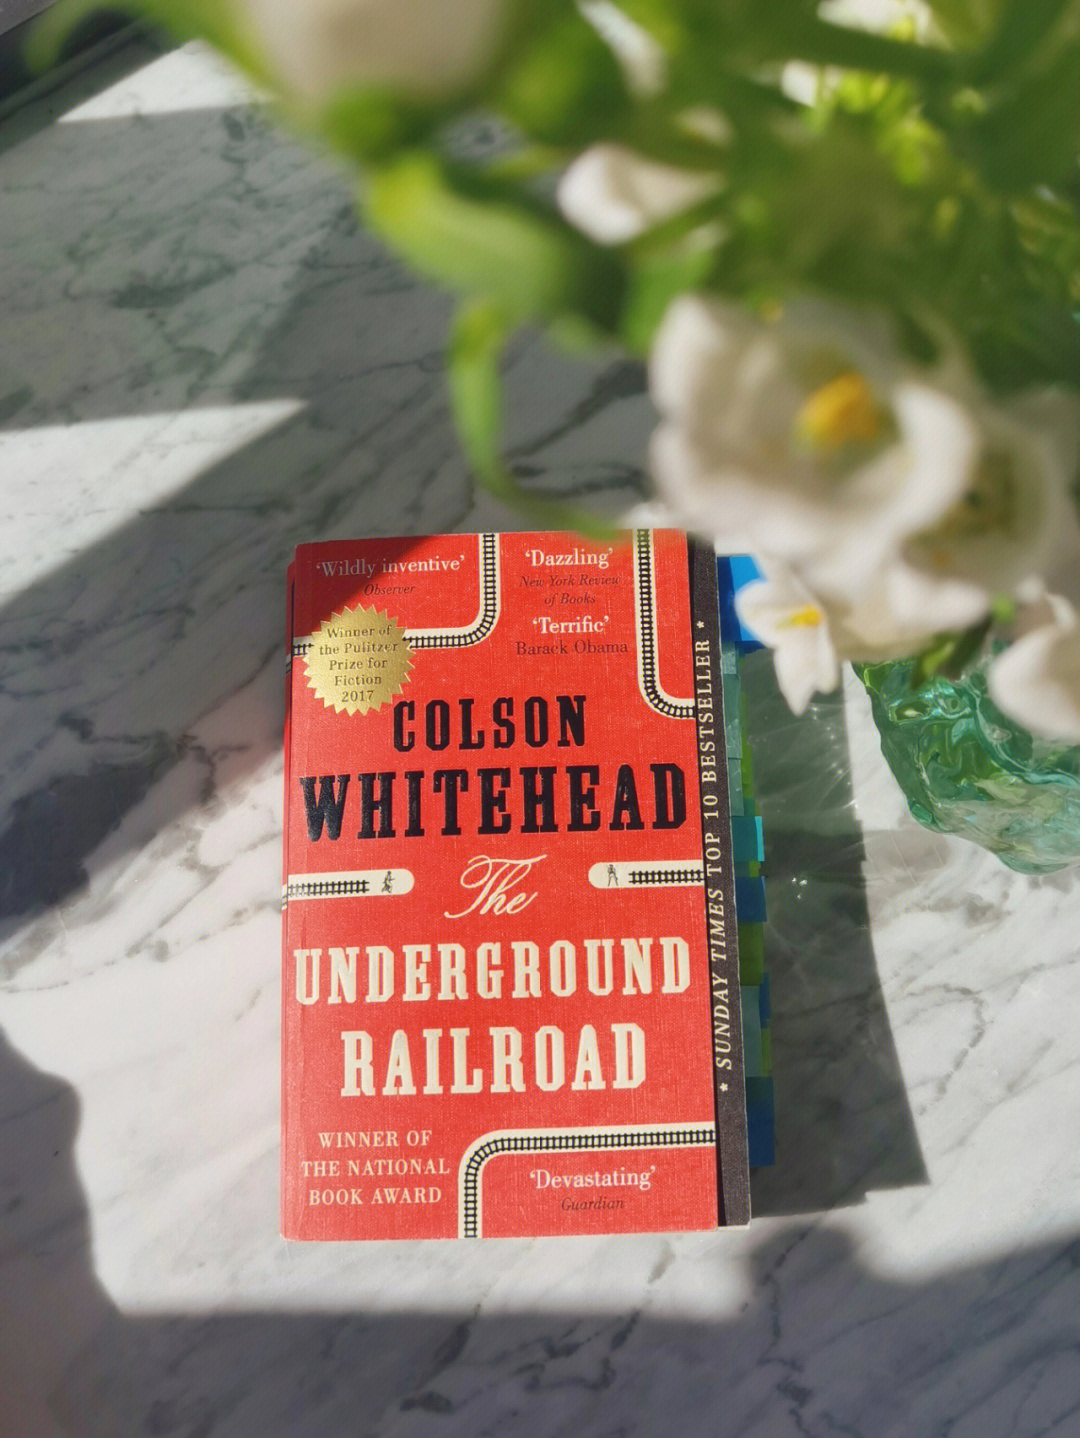 ‘Wildly inventive’
Observer
‘Dazzling’
New York Review
of Books
‘Terrific’
Barack Obama
Winner of
the Pulitzer
Prize for
Fiction
2017
COLSON
WHITEHEAD
The
UNDERGROUND
RAILROAD
WINNER OF
THE NATIONAL
BOOK AWARD
‘Devastating’
Guardian
* SUNDAY TIMES TOP 10 BESTSELLER *